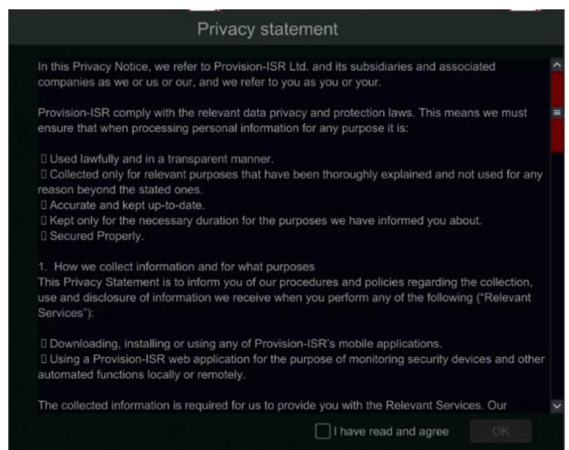 Privacy statement
In this Privacy Notice, we refer to Provision-ISR Ltd. and its subsidiaries and associated
companies as we or us or our, and we refer to you as you or your.
Provision-ISR comply with the relevant data privacy and protection laws. This means we must
ensure that when processing personal information for any purpose it is:
▯ Used lawfully and in a transparent manner.
▯ Collected only for relevant purposes that have been thoroughly explained and not used for any
reason beyond the stated ones.
▯ Accurate and kept up-to-date.
▯ Kept only for the necessary duration for the purposes we have informed you about.
▯ Secured Properly.
1. How we collect information and for what purposes
This Privacy Statement is to inform you of our procedures and policies regarding the collection,
use and disclosure of information we receive when you perform any of the following ("Relevant
Services"):
▯ Downloading, installing or using any of Provision-ISR's mobile applications.
▯ Using a Provision-ISR web application for the purpose of monitoring security devices and other
automated functions locally or remotely.
The collected information is required for us to provide you with the Relevant Services. Our
I have read and agree
OK